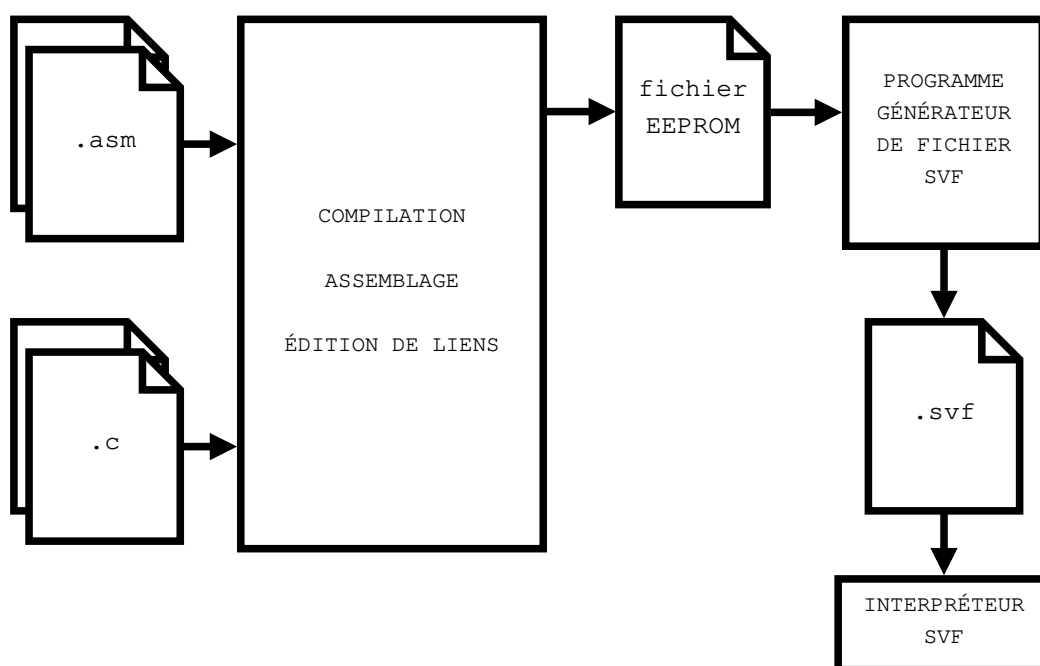 .asm
.c
COMPILATION
ASSEMBLAGE
ÉDITION DE LIENS
fichier
EEPROM
PROGRAMME
GÉNÉRATEUR
DE FICHIER
SVF
.svf
INTERPRÉTEUR
SVF